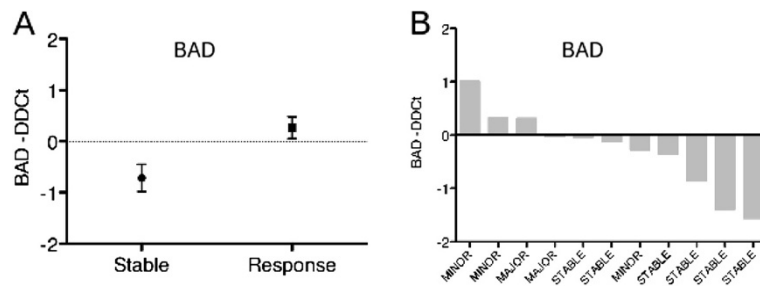 A
BAD
BAD -DDCt
2
1
0
-1
-2
Stable
Response
B
BAD
BAD -DDCt
2
1
0
-1
-2
MINOR
MINOR
MAJOR
MAJOR
STABLE
STABLE
MINOR
STABLE
STABLE
STABLE
STABLE